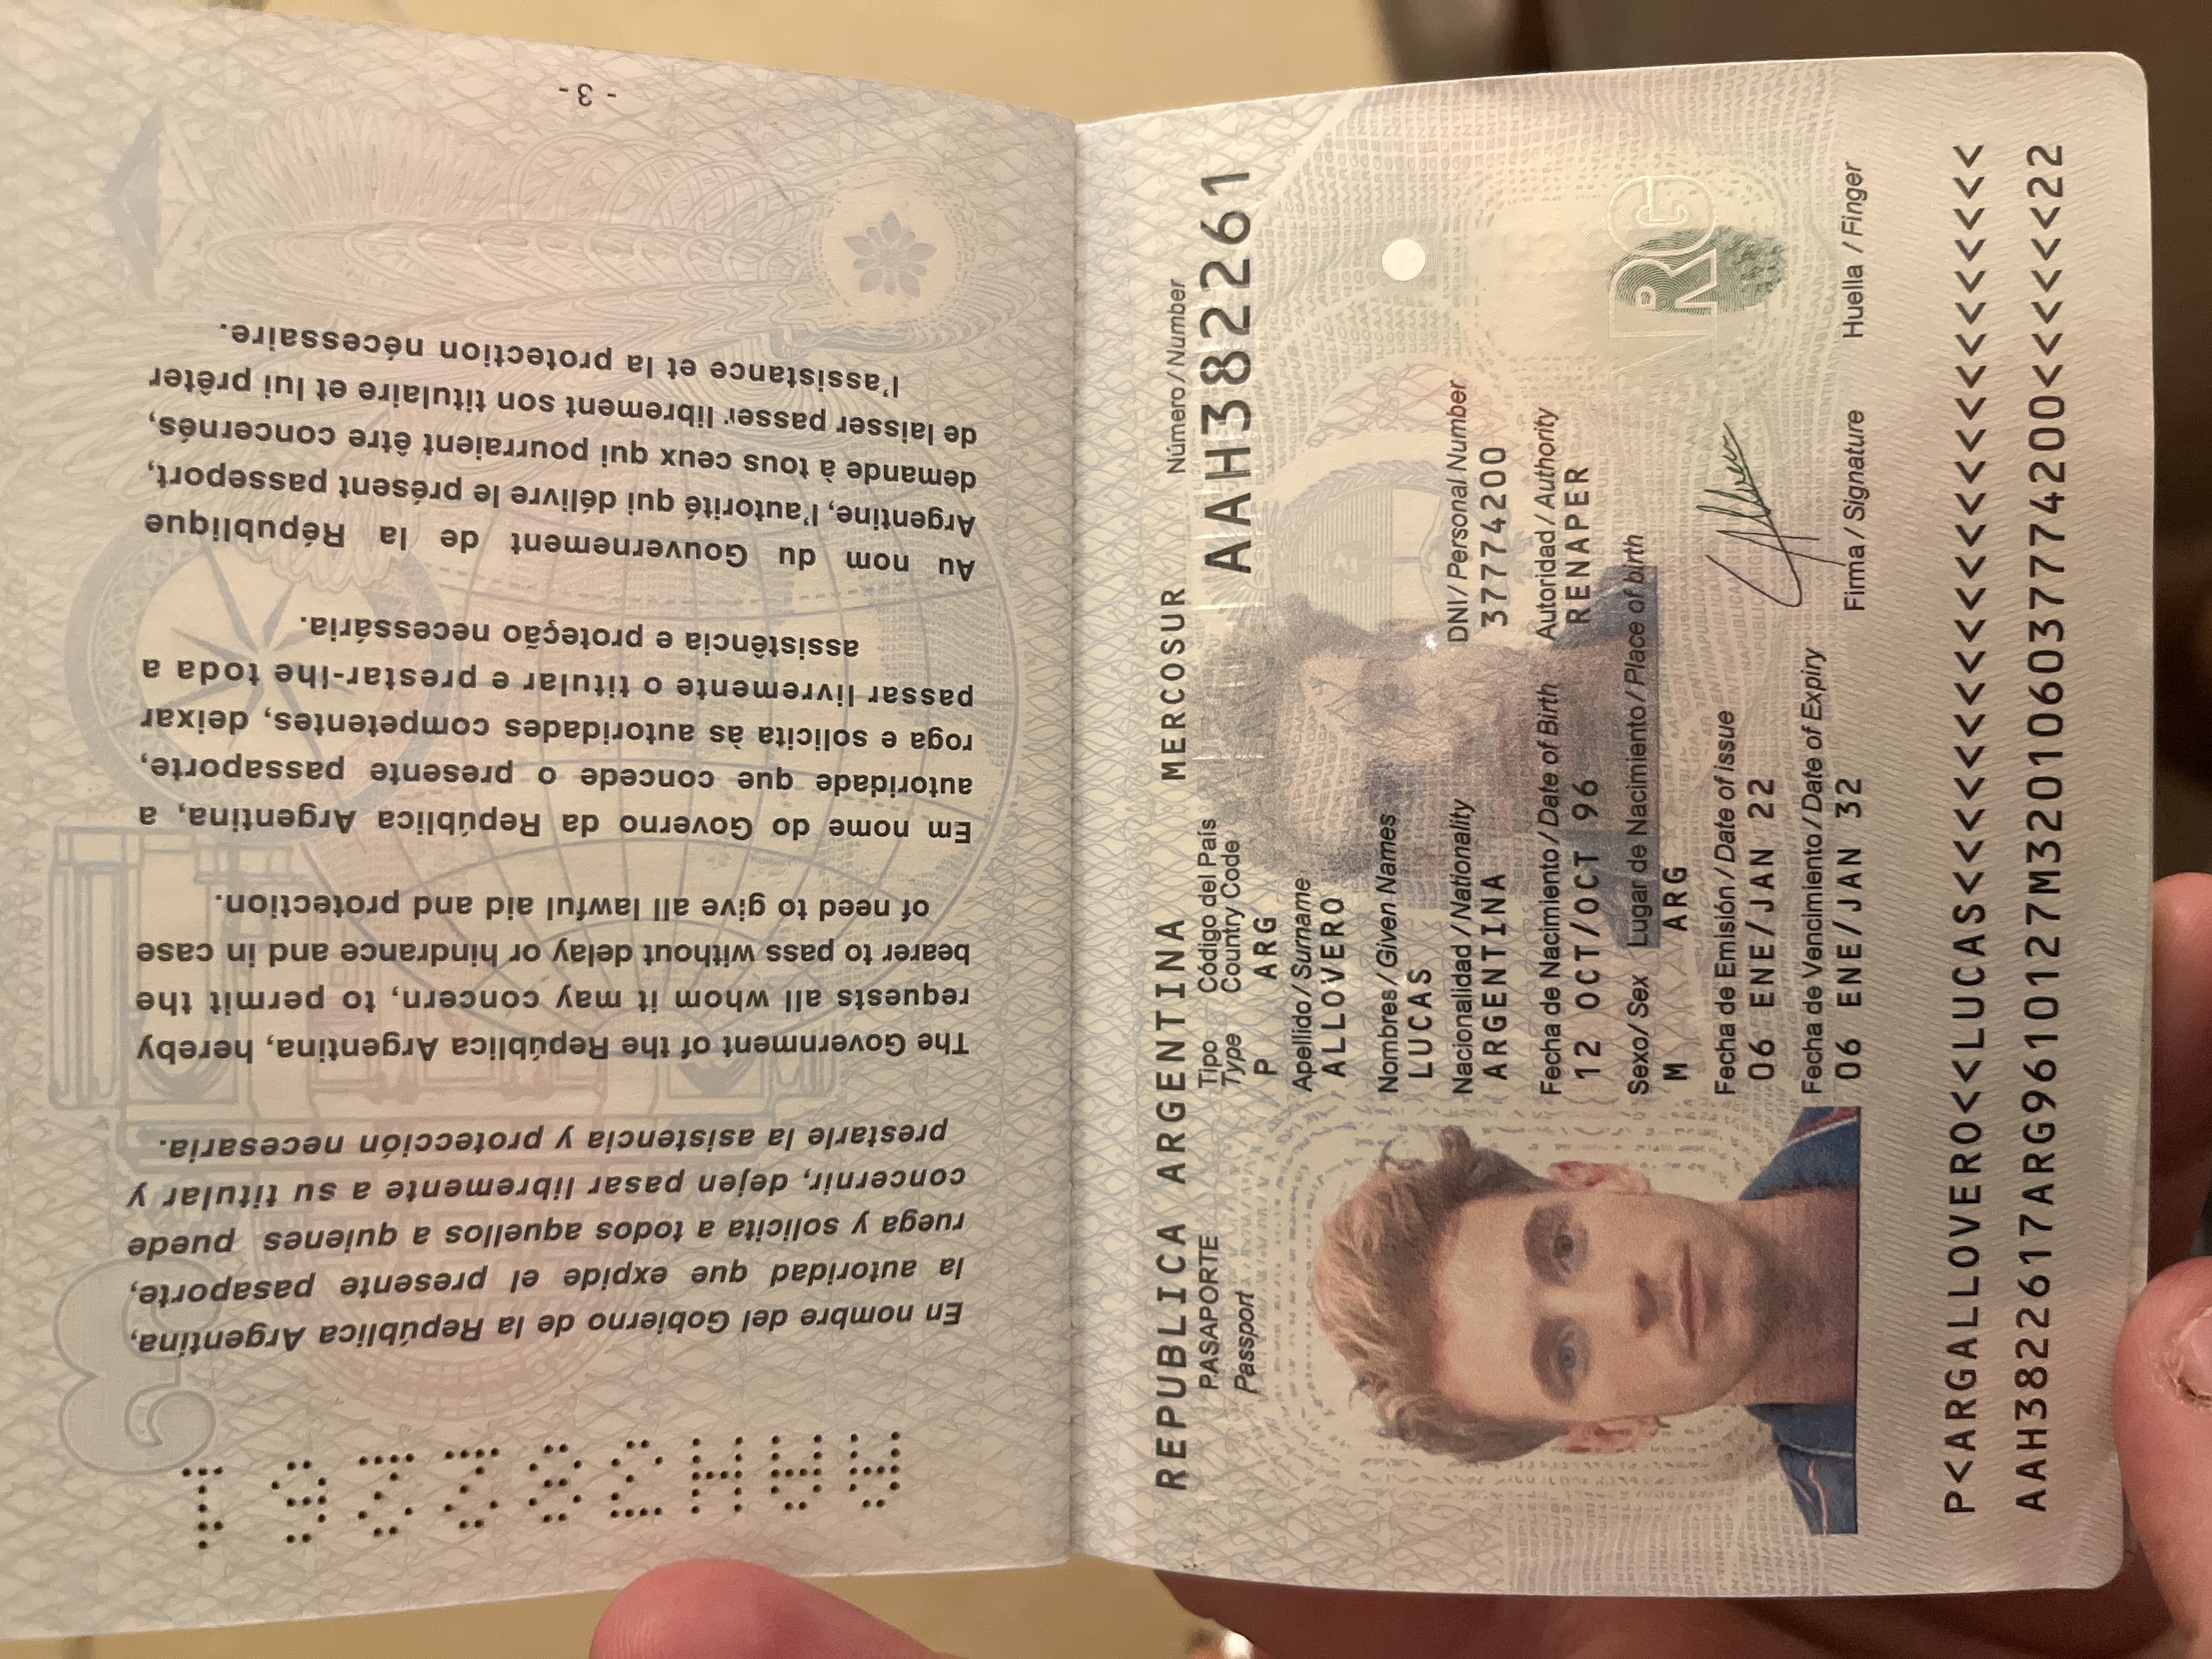 - 3 -
En nombre del Gobierno de la República Argentina,
la autoridad que expide el presente pasaporte,
ruega y solicita a todos aquellos a quienes puede
concernir, dejen pasar libremente a su titular y
prestarle la asistencia y protección necesaria.
The Government of the República Argentina, hereby
requests all whom it may concern, to permit the
bearer to pass without delay or hindrance and in case
of need to give all lawful aid and protection.
Em nome do Governo da República Argentina, a
autoridade que concede o presente passaporte,
roga e solicita às autoridades competentes, deixar
passar livremente o titular e prestar-lhe toda a
assistência e proteção necessária.
Au nom du Gouvernement de la République
Argentine, l'autorité qui délivre le présent passeport,
demande à tous ceux qui pourraient être concernés,
de laisser passer librement son titulaire et lui prêter
l'assistance et la protection nécessaire.
AAH382261
REPUBLICA ARGENTINA MERCOSUR
PASAPORTE
Passport
Tipo Código del País Número / Number
Type Country Code
P ARG AAH382261
Apellido / Surname
ALLOVERO
Nombres / Given Names
LUCAS
Nacionalidad / Nationality DNI / Personal Number
ARGENTINA 37774200
Fecha de Nacimiento / Date of Birth Autoridad / Authority
12 OCT/OCT 96 RENAPER
Sexo / Sex Lugar de Nacimiento / Place of birth
M ARG
Fecha de Emisión / Date of issue
06 ENE/JAN 22
Fecha de Vencimiento / Date of Expiry
06 ENE/JAN 32
Firma / Signature Huella / Finger
RG
P<ARGALLOVERO<<LUCAS<<<<<<<<<<<<<<<<<<<<<<<<
AAH3822617ARG9610127M320106037774200<<<<<<22